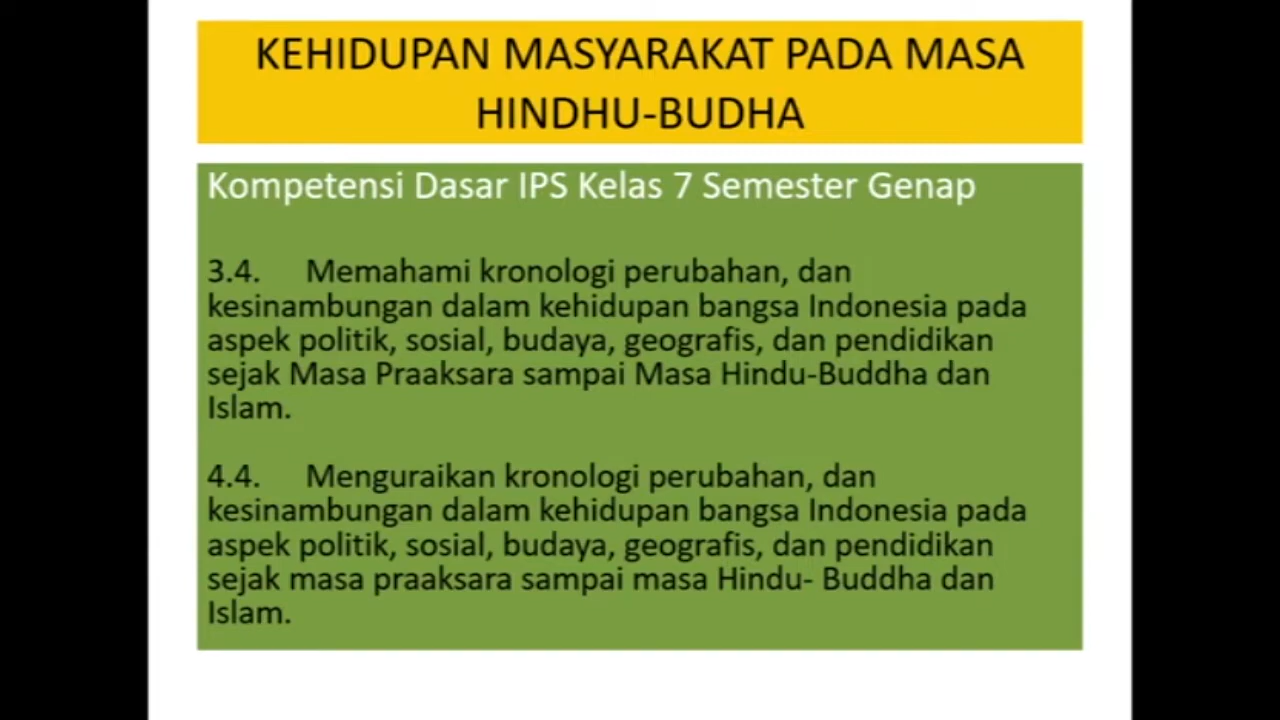 KEHIDUPAN MASYARAKAT PADA MASA
HINDHU-BUDHA
Kompetensi Dasar IPS Kelas 7 Semester Genap
3.4. Memahami kronologi perubahan, dan
kesinambungan dalam kehidupan bangsa Indonesia pada
aspek politik, sosial, budaya, geografis, dan pendidikan
sejak Masa Praaksara sampai Masa Hindu-Buddha dan
Islam.
4.4. Menguraikan kronologi perubahan, dan
kesinambungan dalam kehidupan bangsa Indonesia pada
aspek politik, sosial, budaya, geografis, dan pendidikan
sejak masa praaksara sampai masa Hindu- Buddha dan
Islam.